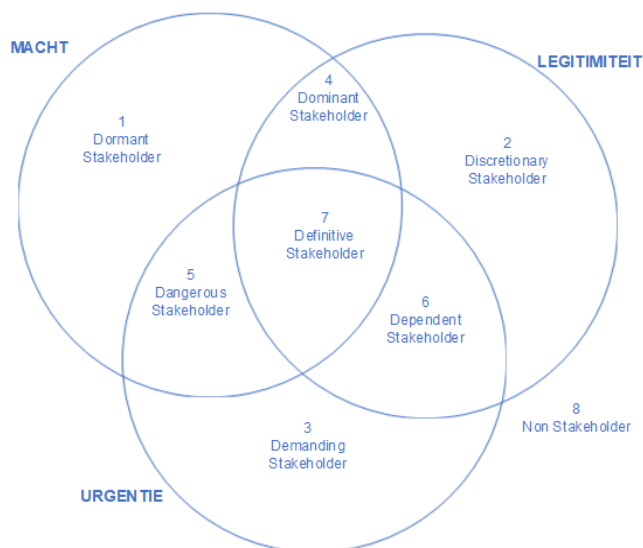 MACHT
LEGITIMITEIT
4
Dominant
Stakeholder
1
Dormant
Stakeholder
2
Discretionary
Stakeholder
7
Definitive
Stakeholder
5
Dangerous
Stakeholder
6
Dependent
Stakeholder
8
Non Stakeholder
3
Demanding
Stakeholder
URGENTIE